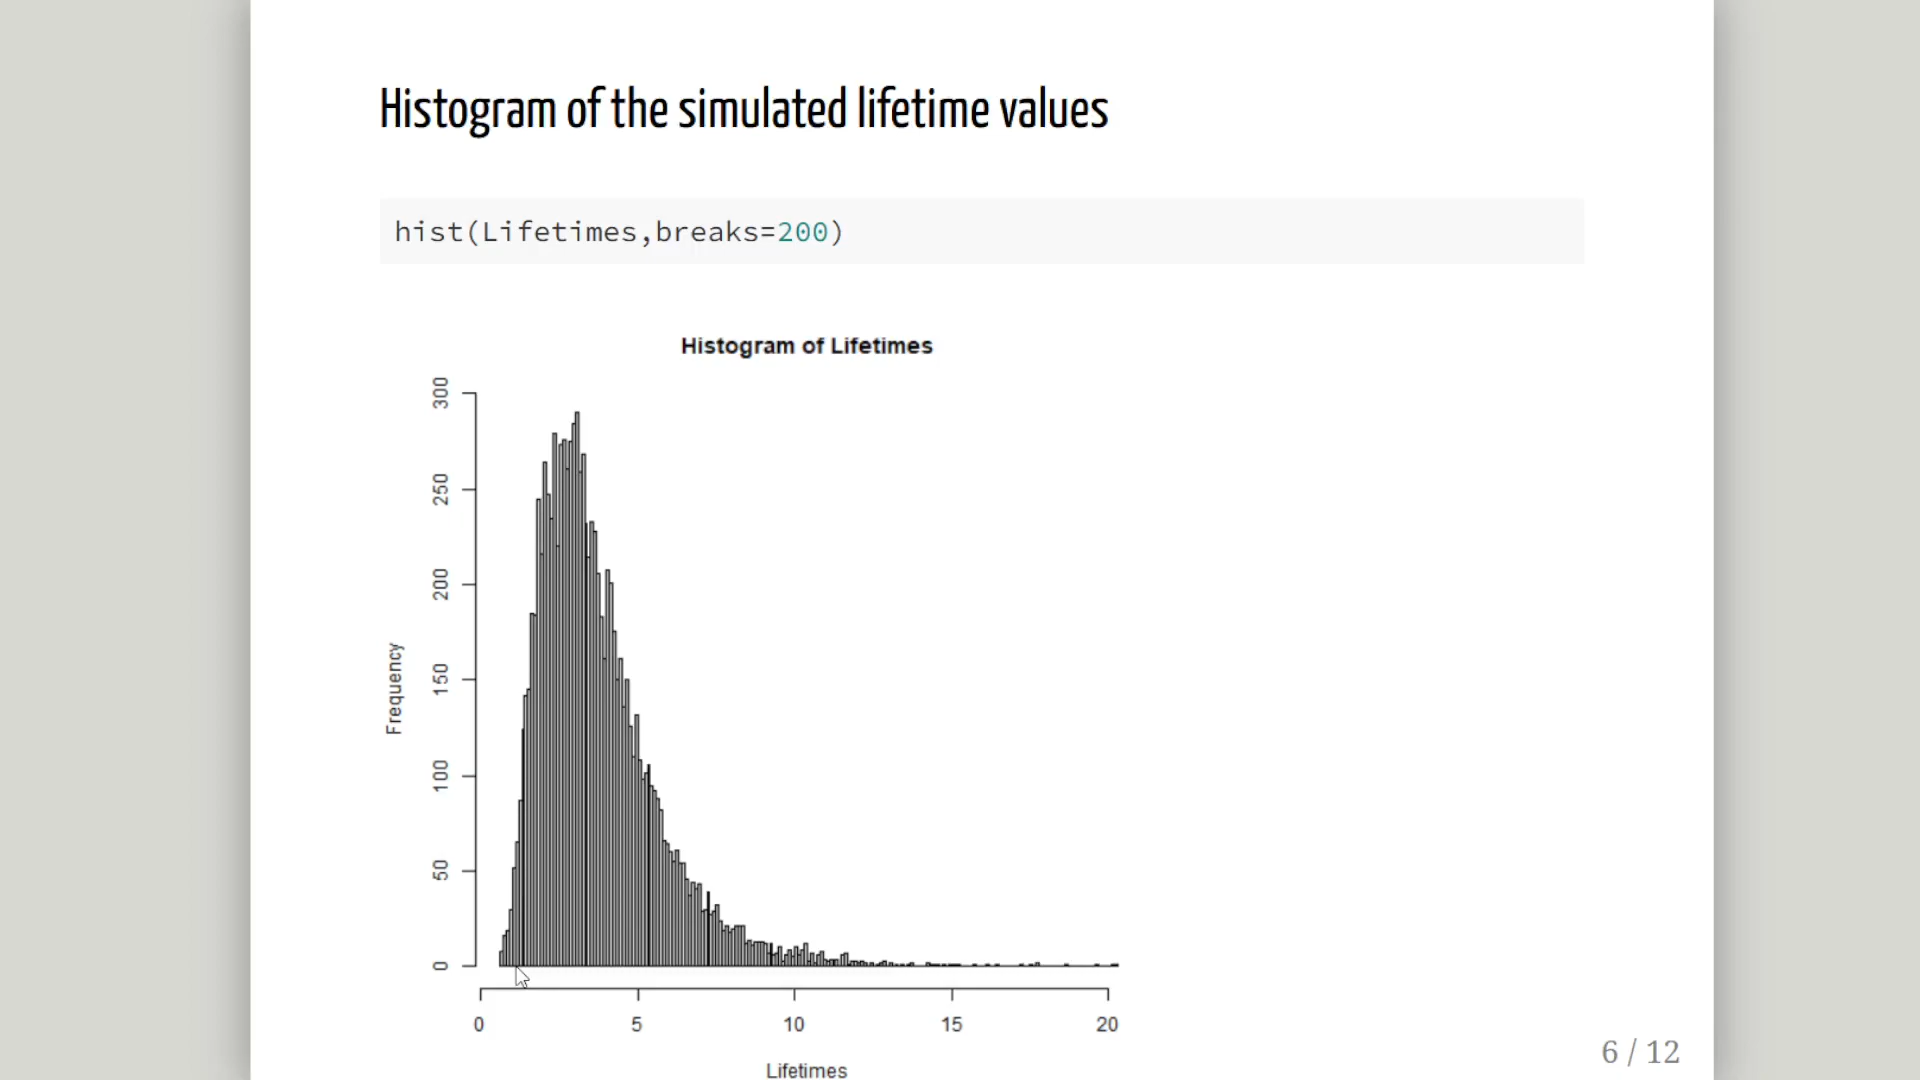 Histogram of the simulated lifetime values
hist(Lifetimes,breaks=200)
Histogram of Lifetimes
300
250
200
150
100
50
0
Frequency
0 5 10 15 20
Lifetimes
6 / 12